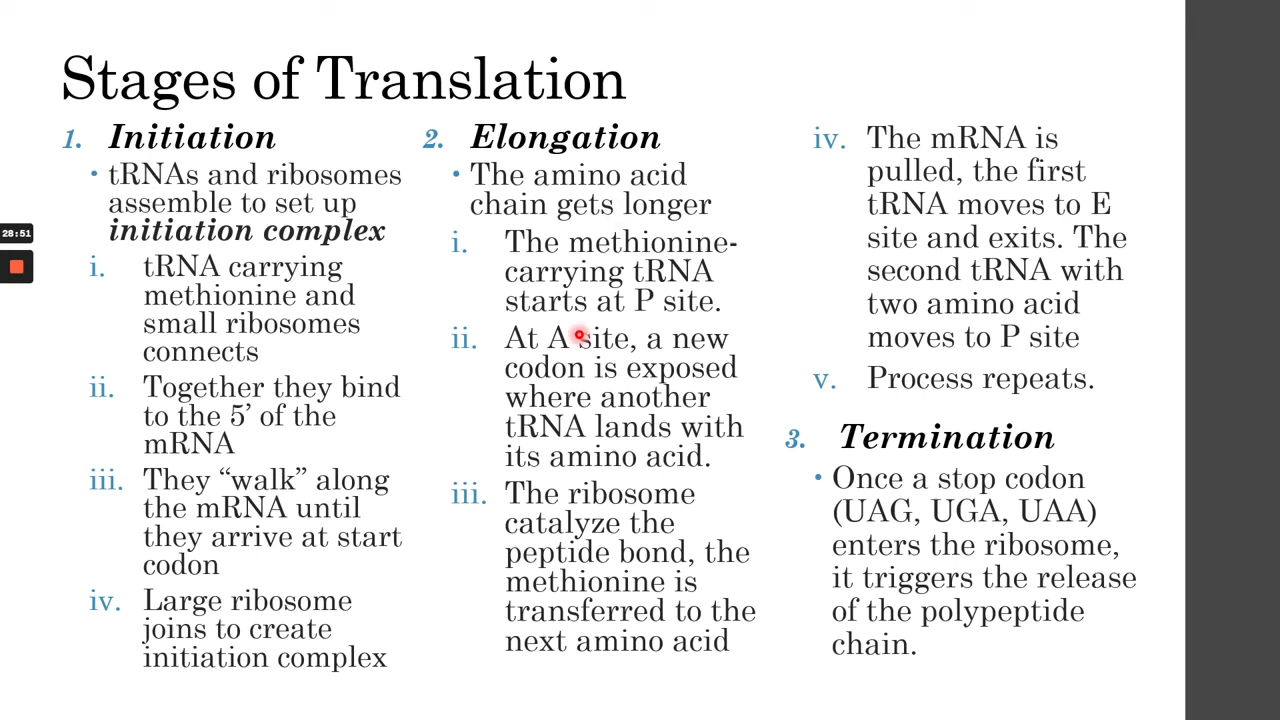 Stages of Translation
1. Initiation
• tRNAs and ribosomes
assemble to set up
initiation complex
i. tRNA carrying
methionine and
small ribosomes
connects
ii. Together they bind
to the 5’ of the
mRNA
iii. They “walk” along
the mRNA until
they arrive at start
codon
iv. Large ribosome
joins to create
initiation complex
2. Elongation
• The amino acid
chain gets longer
i. The methionine-
carrying tRNA
starts at P site.
ii. At A site, a new
codon is exposed
where another
tRNA lands with
its amino acid.
iii. The ribosome
catalyze the
peptide bond, the
methionine is
transferred to the
next amino acid
iv. The mRNA is
pulled, the first
tRNA moves to E
site and exits. The
second tRNA with
two amino acid
moves to P site
v. Process repeats.
3. Termination
• Once a stop codon
(UAG, UGA, UAA)
enters the ribosome,
it triggers the release
of the polypeptide
chain.
28:51